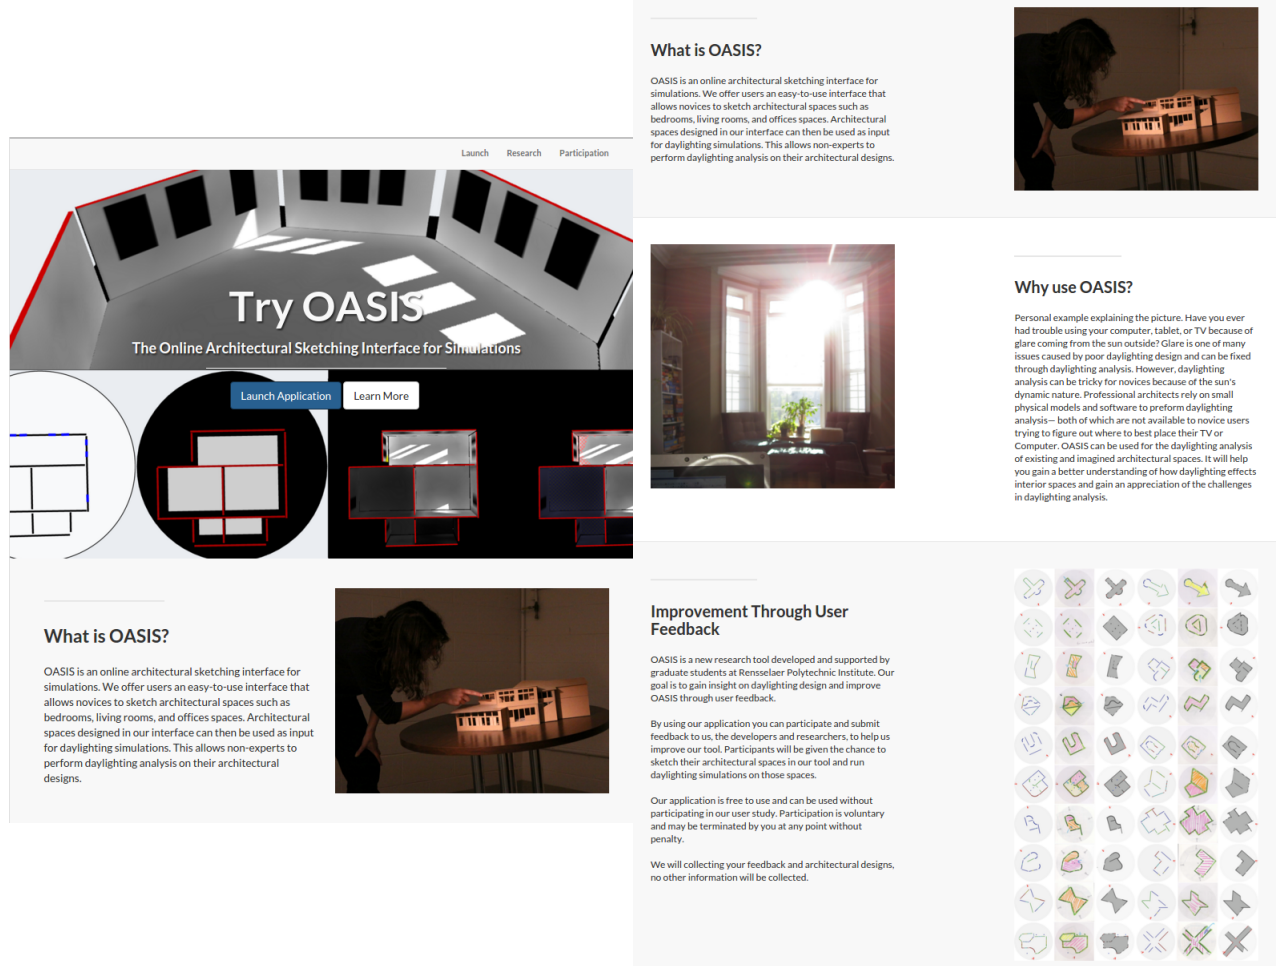 Launch Research Participation
Try OASIS
The Online Architectural Sketching Interface for Simulations
Launch Application Learn More
What is OASIS?
OASIS is an online architectural sketching interface for
simulations. We offer users an easy-to-use interface that
allows novices to sketch architectural spaces such as
bedrooms, living rooms, and offices spaces. Architectural
spaces designed in our interface can then be used as input
for daylighting simulations. This allows non-experts to
perform daylighting analysis on their architectural
designs.
What is OASIS?
OASIS is an online architectural sketching interface for
simulations. We offer users an easy-to-use interface that
allows novices to sketch architectural spaces such as
bedrooms, living rooms, and offices spaces. Architectural
spaces designed in our interface can then be used as input
for daylighting simulations. This allows non-experts to
perform daylighting analysis on their architectural designs.
Why use OASIS?
Personal example explaining the picture. Have you ever
had trouble using your computer, tablet, or TV because of
glare coming from the sun outside? Glare is one of many
issues caused by poor daylighting design and can be fixed
through daylighting analysis. However, daylighting
analysis can be tricky for novices because of the sun's
dynamic nature. Professional architects rely on small
physical models and software to preform daylighting
analysis— both of which are not available to novice users
trying to figure out where to best place their TV or
Computer. OASIS can be used for the daylighting analysis
of existing and imagined architectural spaces. It will help
you gain a better understanding of how daylighting effects
interior spaces and gain an appreciation of the challenges
in daylighting analysis.
Improvement Through User
Feedback
OASIS is a new research tool developed and supported by
graduate students at Rensselaer Polytechnic Institute. Our
goal is to gain insight on daylighting design and improve
OASIS through user feedback.
By using our application you can participate and submit
feedback to us, the developers and researchers, to help us
improve our tool. Participants will be given the chance to
sketch their architectural spaces in our tool and run
daylighting simulations on those spaces.
Our application is free to use and can be used without
participating in our user study. Participation is voluntary
and may be terminated by you at any point without
penalty.
We will collecting your feedback and architectural designs,
no other information will be collected.